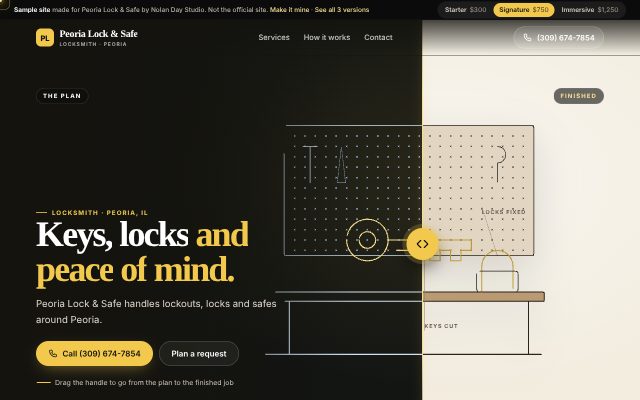 Sample site made for Peoria Lock & Safe by Nolan Day Studio. Not the official site. Make it mine · See all 3 versions
Starter $300 Signature $750 Immersive $1,250
PL Peoria Lock & Safe
LOCKSMITH · PEORIA
Services How it works Contact
(309) 674-7854
THE PLAN
FINISHED
LOCKS FIXED
LOCKSMITH · PEORIA, IL
Keys, locks and
peace of mind.
Peoria Lock & Safe handles lockouts, locks and safes
around Peoria.
KEYS CUT
Call (309) 674-7854
Plan a request
Drag the handle to go from the plan to the finished job